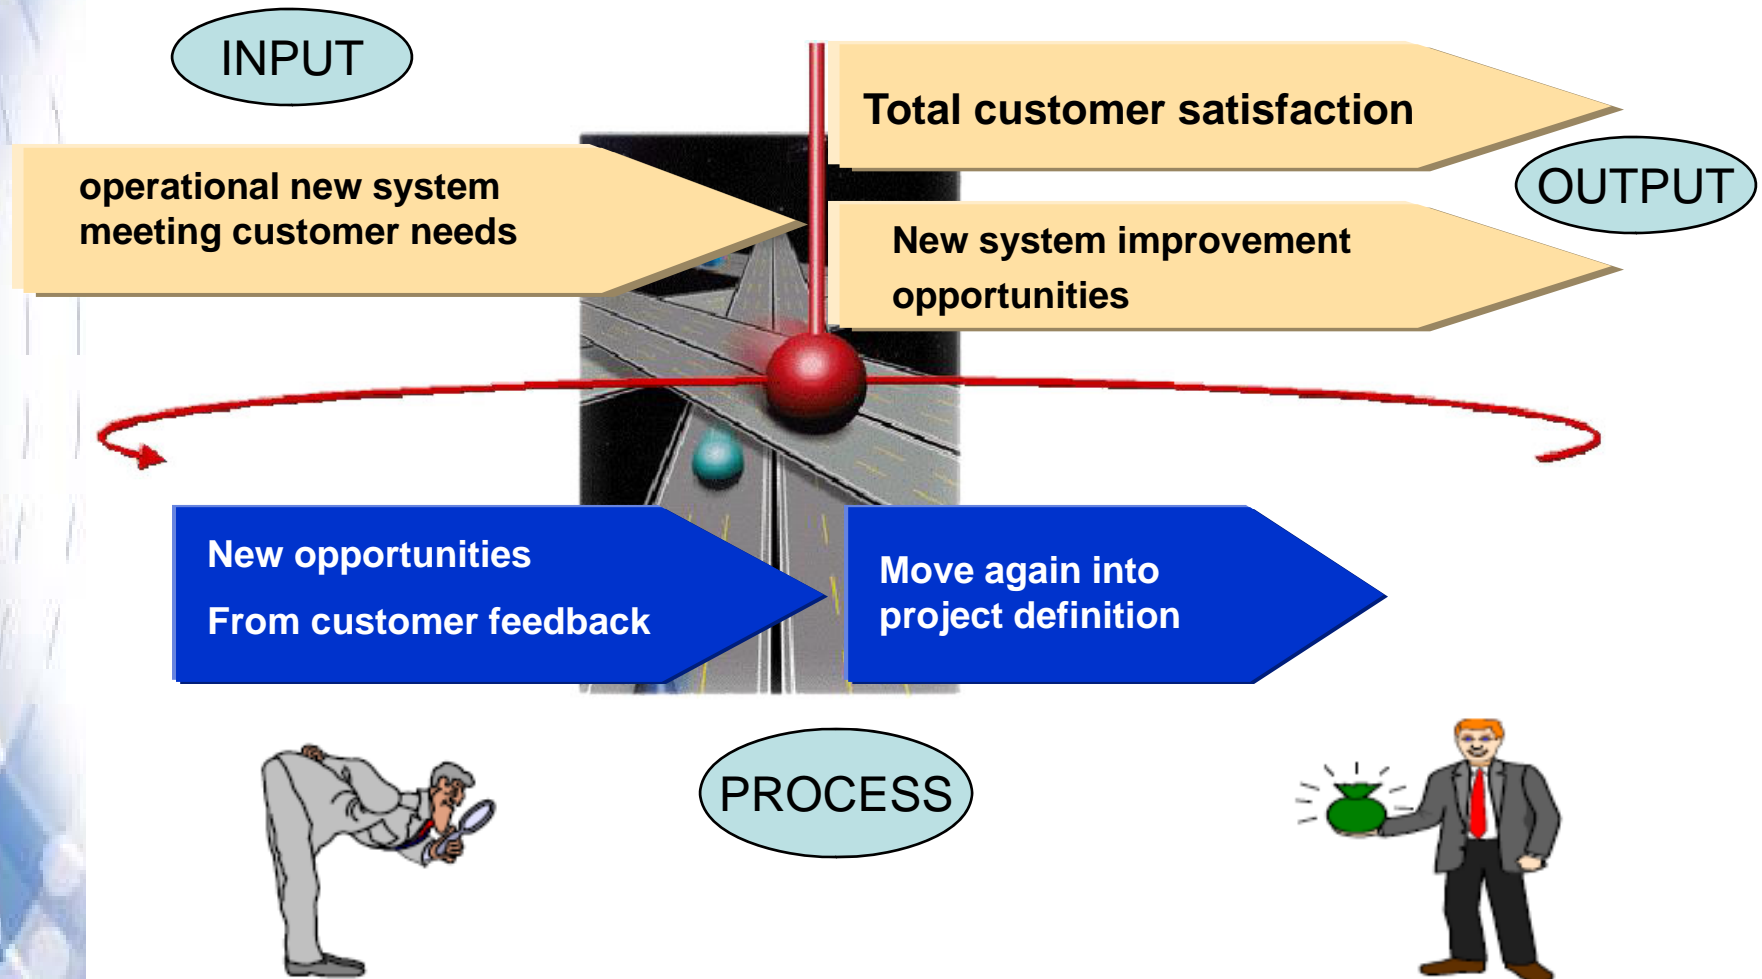 INPUT
Total customer satisfaction
operational new system
meeting customer needs
OUTPUT
New system improvement
opportunities
New opportunities
From customer feedback
Move again into
project definition
PROCESS